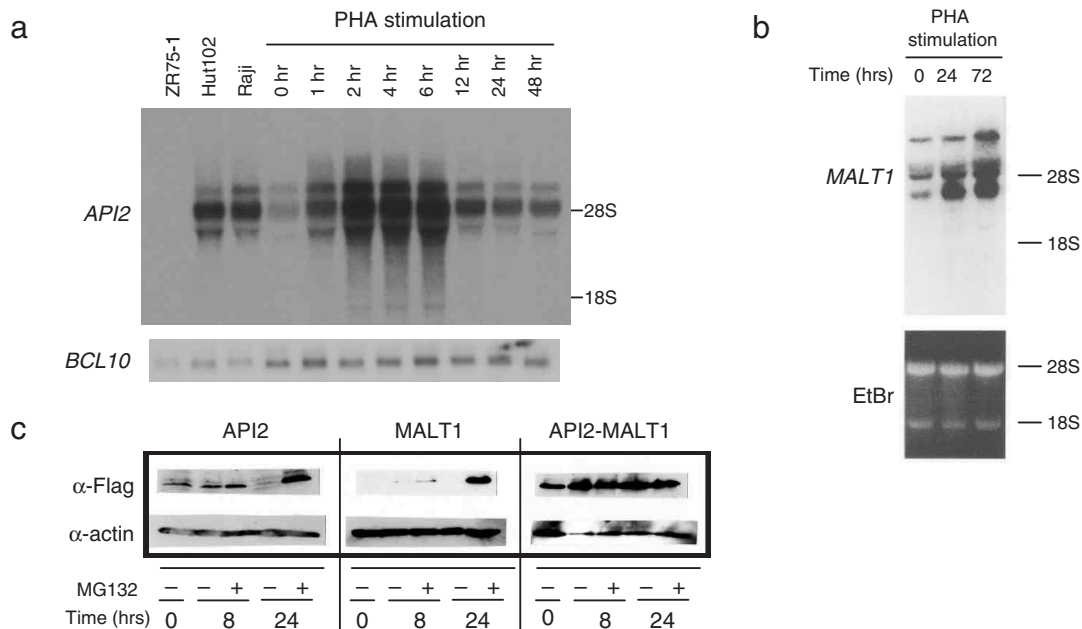 a
PHA stimulation
ZR75-1
Hut102
Raji
0 hr
1 hr
2 hr
4 hr
6 hr
12 hr
24 hr
48 hr
API2
28S
18S
BCL10
b
PHA
stimulation
Time (hrs) 0 24 72
MALT1
28S
18S
EtBr
28S
18S
c
API2 MALT1 API2-MALT1
α-Flag
α-actin
MG132 − − + − + − − + − + − − + − +
Time (hrs) 0 8 24 0 8 24 0 8 24